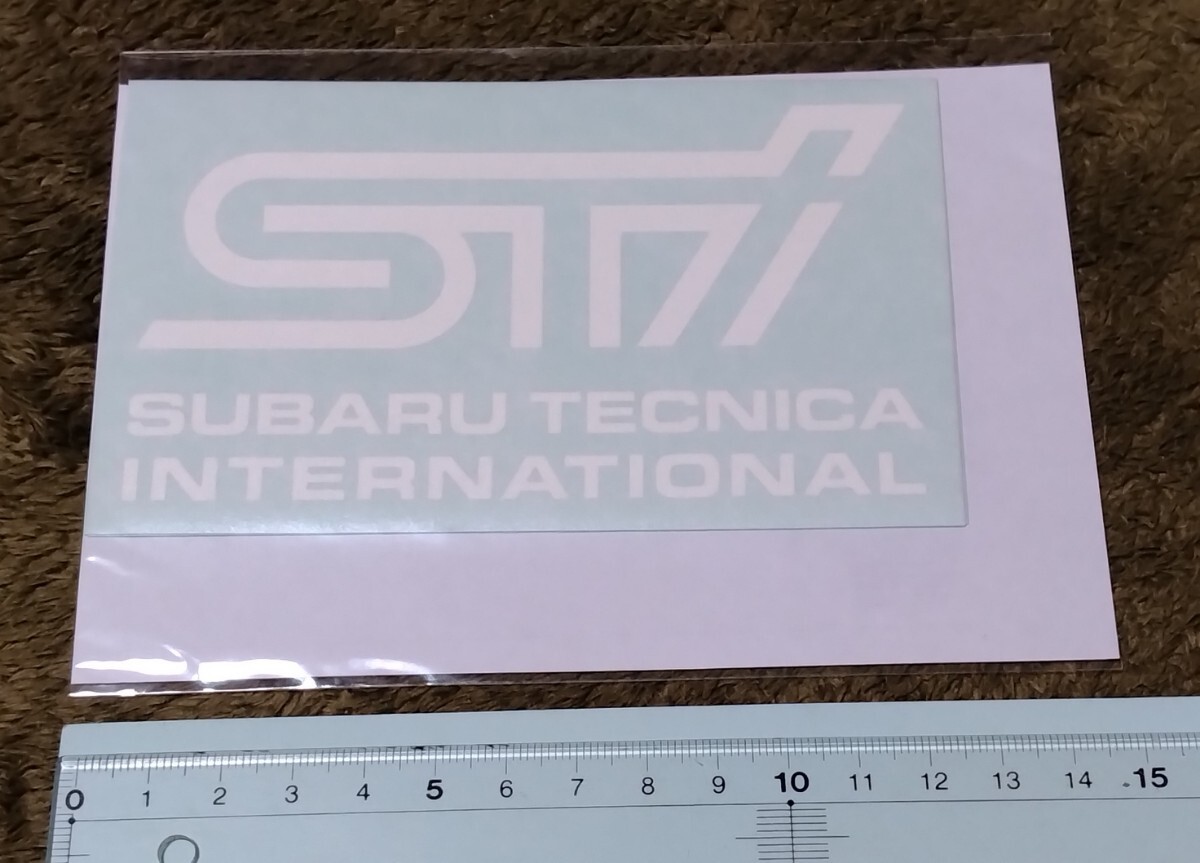 STi
SUBARU TECNICA
INTERNATIONAL
0 1 2 3 4 5 6 7 8 9 10 11 12 13 14 15